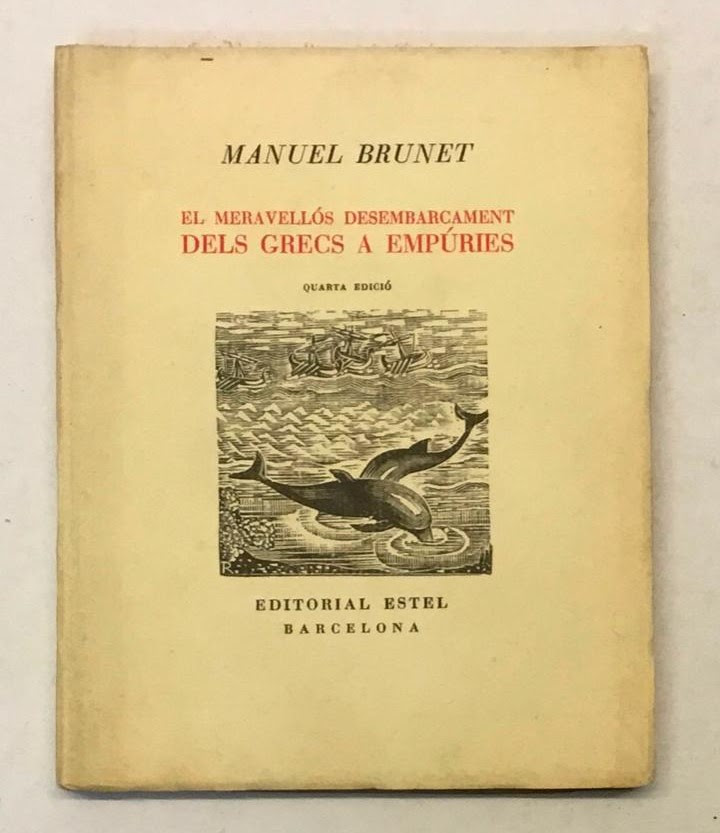 MANUEL BRUNET
EL MERAVELLÓS DESEMBARCAMENT
DELS GRECS A EMPÚRIES
QUARTA EDICIÓ
R
EDITORIAL ESTEL
BARCELONA